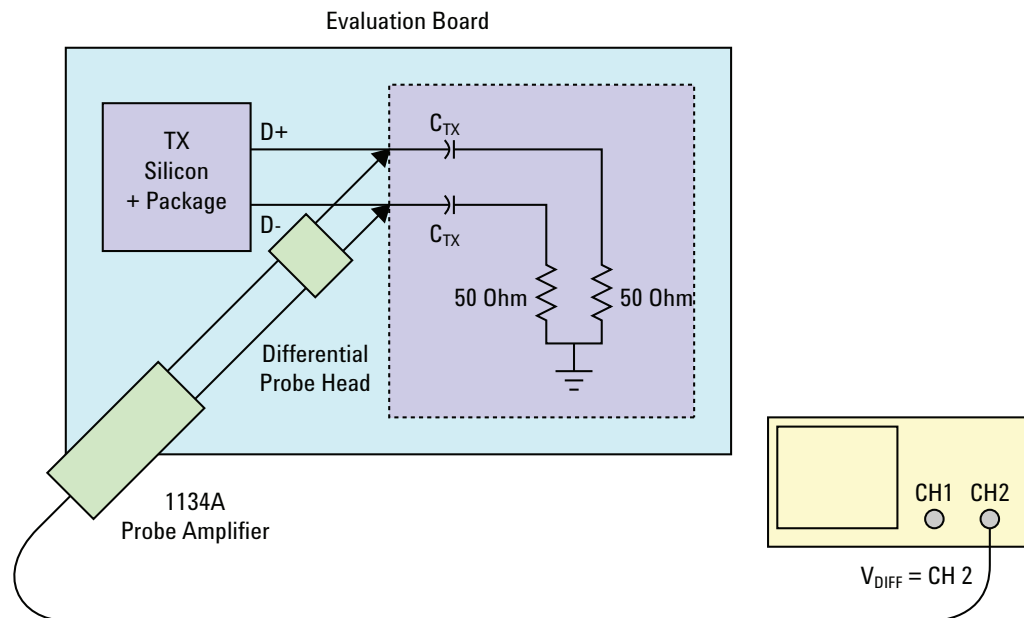 Evaluation Board
TX
Silicon
+ Package
D+
D-
CTX
CTX
50 Ohm
50 Ohm
Differential
Probe Head
1134A
Probe Amplifier
CH1
CH2
VDIFF = CH 2